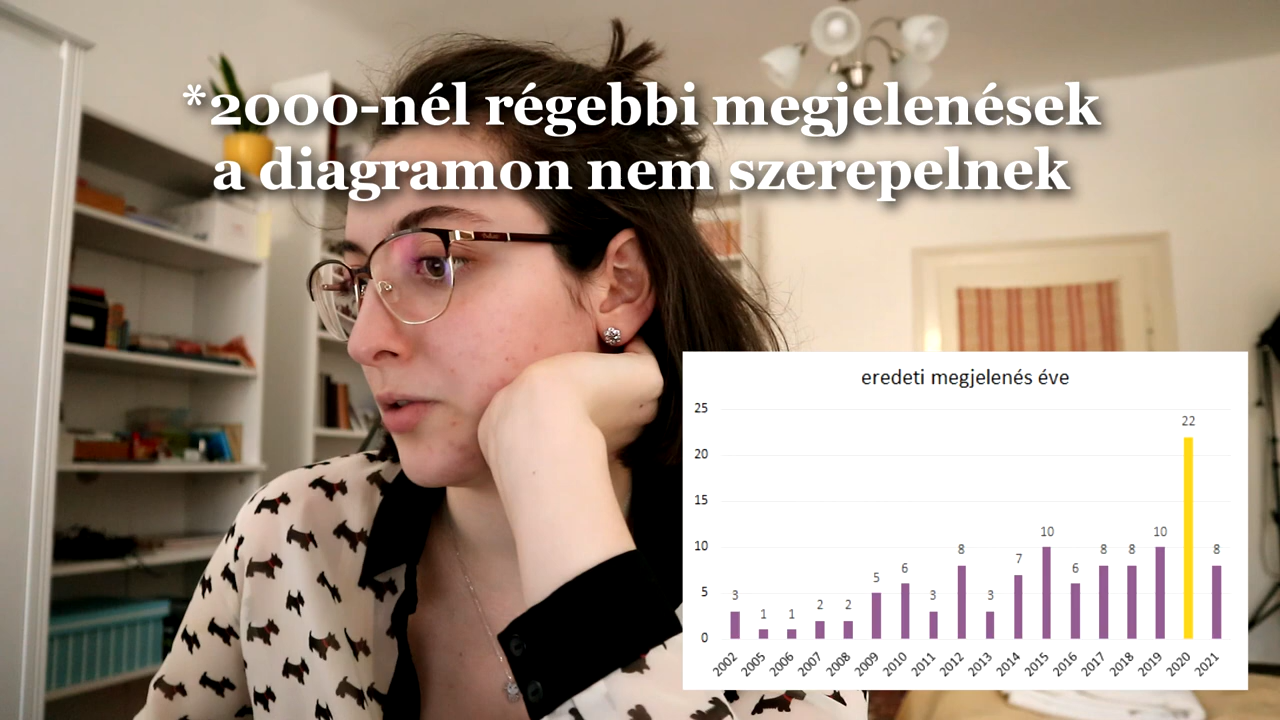 *2000-nél régebbi megjelenések
a diagramon nem szerepelnek
eredeti megjelenés éve
25
20
15
10
5
0
3 1 1 2 2 5 6 3 8 3 7 10 6 8 8 10 22 8
2002 2005 2006 2007 2008 2009 2010 2011 2012 2013 2014 2015 2016 2017 2018 2019 2020 2021